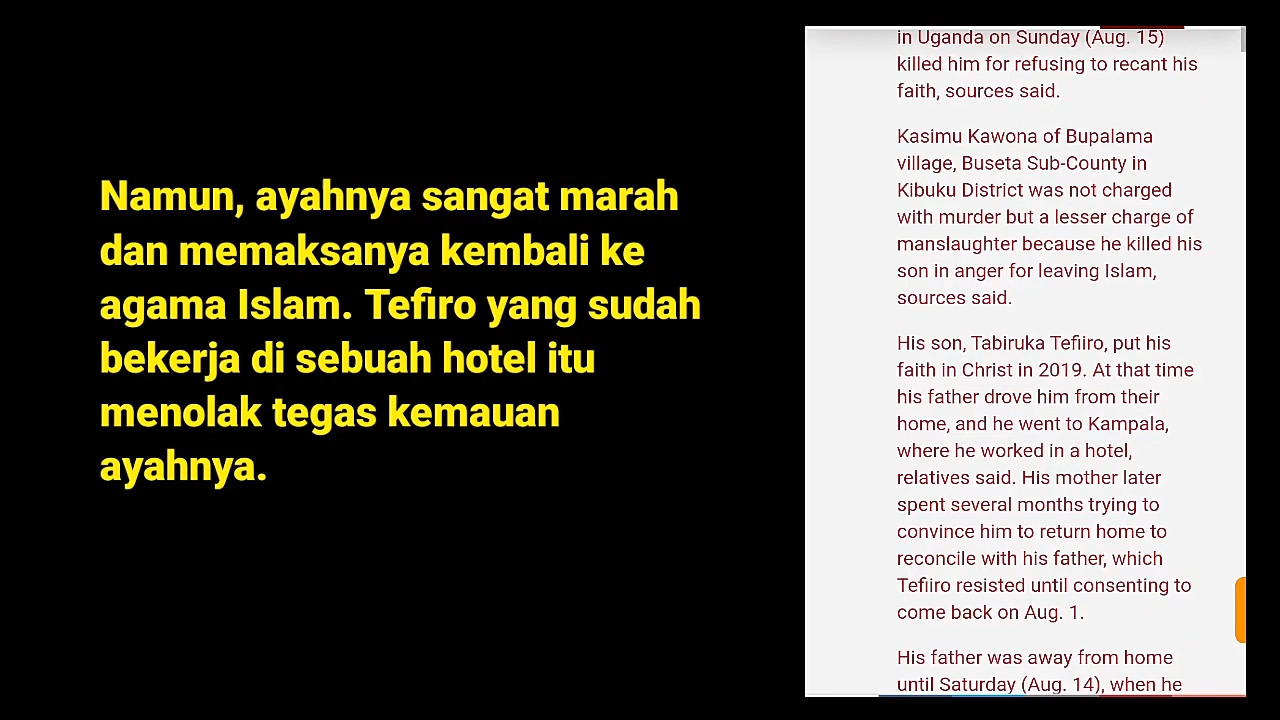 Namun, ayahnya sangat marah
dan memaksanya kembali ke
agama Islam. Tefiro yang sudah
bekerja di sebuah hotel itu
menolak tegas kemauan
ayahnya.
in Uganda on Sunday (Aug. 15)
killed him for refusing to recant his
faith, sources said.
Kasimu Kawona of Bupalama
village, Buseta Sub-County in
Kibuku District was not charged
with murder but a lesser charge of
manslaughter because he killed his
son in anger for leaving Islam,
sources said.
His son, Tabiruka Tefiiro, put his
faith in Christ in 2019. At that time
his father drove him from their
home, and he went to Kampala,
where he worked in a hotel,
relatives said. His mother later
spent several months trying to
convince him to return home to
reconcile with his father, which
Tefiiro resisted until consenting to
come back on Aug. 1.
His father was away from home
until Saturday (Aug. 14), when he